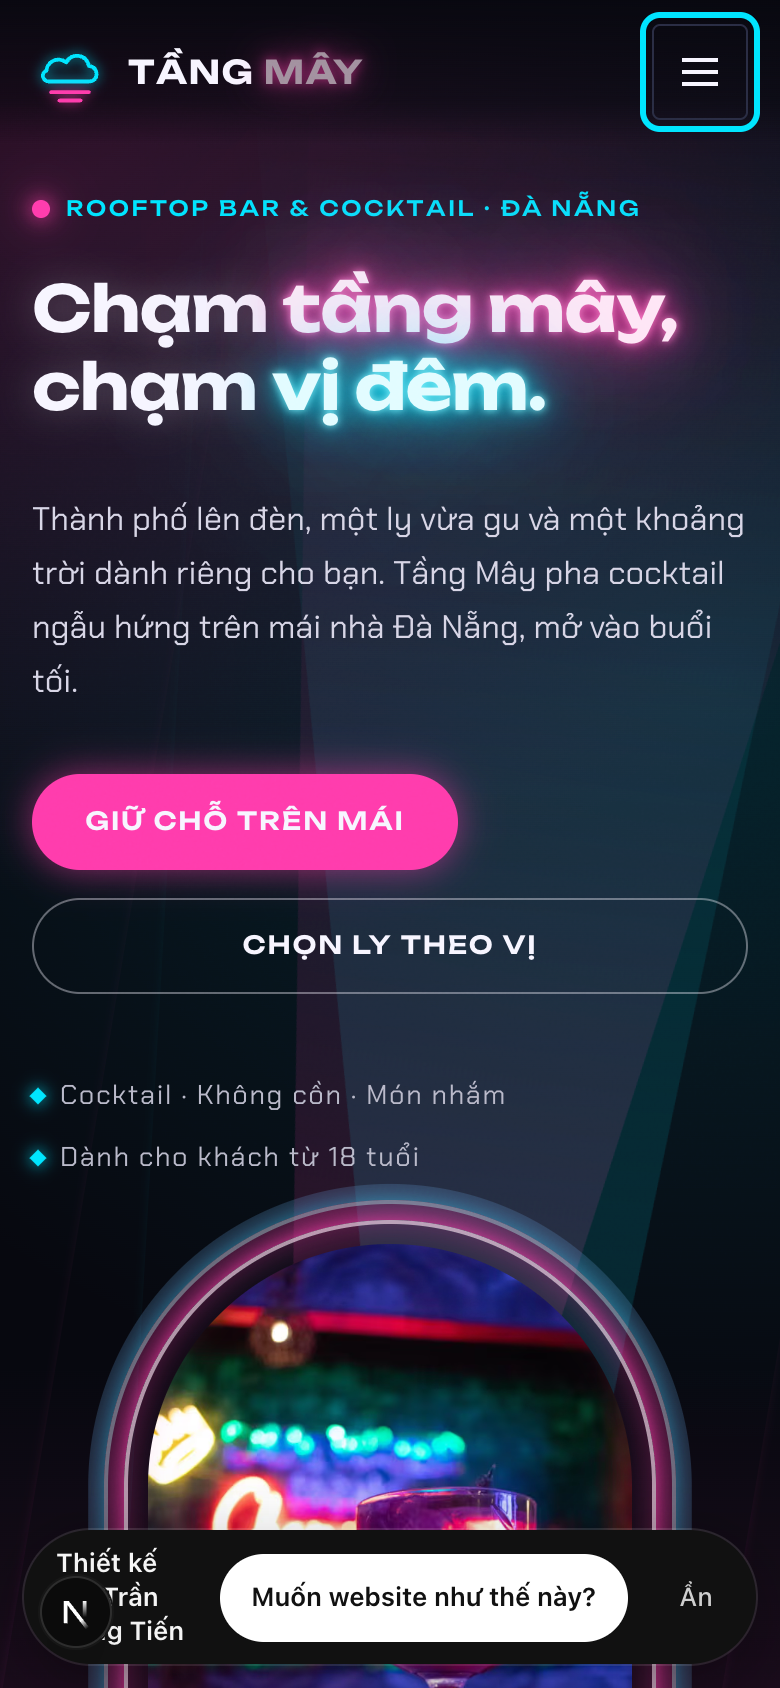 TẦNG MÂY
ROOFTOP BAR & COCKTAIL · ĐÀ NẴNG
Chạm tầng mây,
chạm vị đêm.
Thành phố lên đèn, một ly vừa gu và một khoảng
trời dành riêng cho bạn. Tầng Mây pha cocktail
ngẫu hứng trên mái nhà Đà Nẵng, mở vào buổi
tối.
GIỮ CHỖ TRÊN MÁI
CHỌN LY THEO VỊ
Cocktail · Không cồn · Món nhắm
Dành cho khách từ 18 tuổi
Thiết kế
Trần
Tiến
Muốn website như thế này?
Ẩn
N